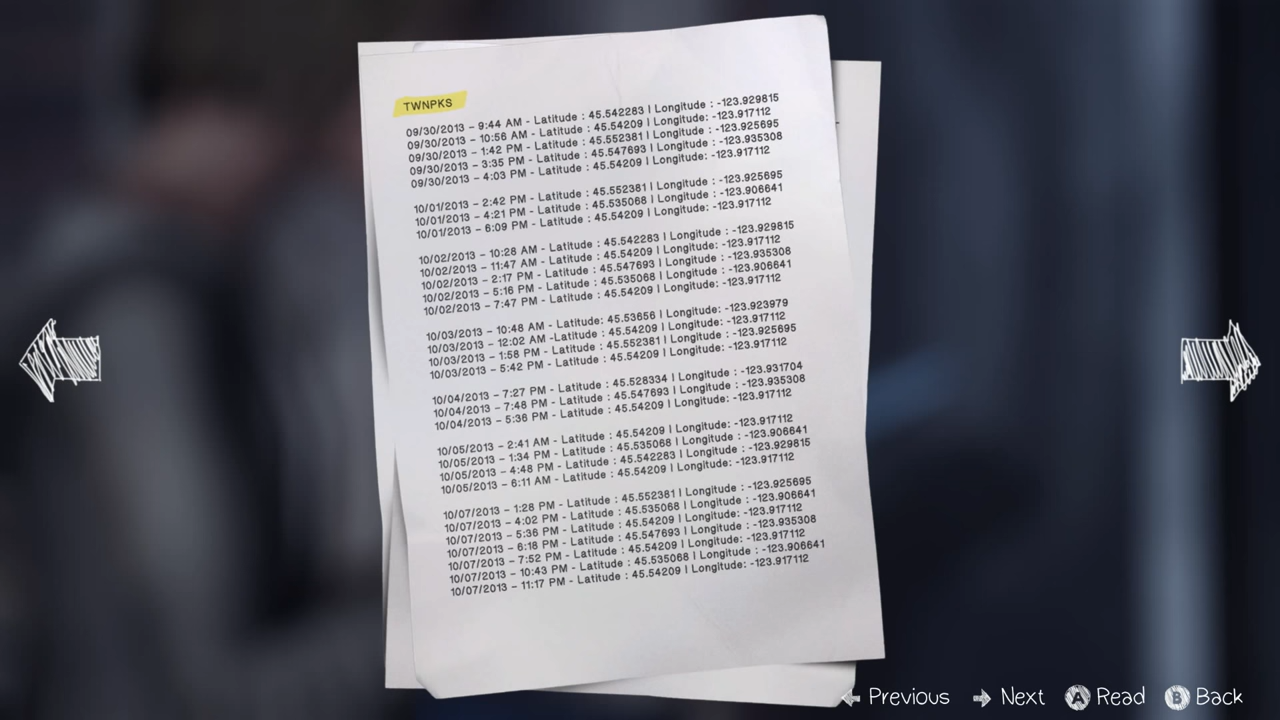 TWNPKS
09/30/2013 - 9:44 AM - Latitude : 45.542283 | Longitude : -123.929815
09/30/2013 - 10:56 AM - Latitude : 45.54209 | Longitude: -123.917112
09/30/2013 - 1:42 PM - Latitude : 45.552381 | Longitude : -123.925695
09/30/2013 - 3:35 PM - Latitude : 45.547693 | Longitude : -123.935308
09/30/2013 - 4:03 PM - Latitude : 45.54209 | Longitude: -123.917112
10/01/2013 - 2:42 PM - Latitude : 45.552381 | Longitude : -123.925695
10/01/2013 - 4:21 PM - Latitude : 45.535068 | Longitude : -123.906641
10/01/2013 - 6:09 PM - Latitude : 45.54209 | Longitude: -123.917112
10/02/2013 - 10:28 AM - Latitude : 45.542283 | Longitude : -123.929815
10/02/2013 - 11:47 AM - Latitude : 45.54209 | Longitude: -123.917112
10/02/2013 - 2:17 PM - Latitude : 45.547693 | Longitude : -123.935308
10/02/2013 - 5:16 PM - Latitude : 45.535068 | Longitude : -123.906641
10/02/2013 - 7:47 PM - Latitude : 45.54209 | Longitude: -123.917112
10/03/2013 - 10:48 AM - Latitude: 45.53656 | Longitude: -123.923979
10/03/2013 - 12:02 AM -Latitude : 45.54209 | Longitude: -123.917112
10/03/2013 - 1:58 PM - Latitude : 45.552381 | Longitude : -123.925695
10/03/2013 - 5:42 PM - Latitude : 45.54209 | Longitude: -123.917112
10/04/2013 - 7:27 PM - Latitude : 45.528334 | Longitude : -123.931704
10/04/2013 - 7:48 PM - Latitude : 45.547693 | Longitude : -123.935308
10/04/2013 - 5:36 PM - Latitude : 45.54209 | Longitude: -123.917112
10/05/2013 - 2:41 AM - Latitude : 45.54209 | Longitude: -123.917112
10/05/2013 - 1:34 PM - Latitude : 45.535068 | Longitude : -123.906641
10/05/2013 - 4:48 PM - Latitude : 45.542283 | Longitude : -123.929815
10/05/2013 - 6:11 AM - Latitude : 45.54209 | Longitude: -123.917112
10/07/2013 - 1:28 PM - Latitude : 45.552381 | Longitude : -123.925695
10/07/2013 - 4:02 PM - Latitude : 45.535068 | Longitude : -123.906641
10/07/2013 - 5:36 PM - Latitude : 45.54209 | Longitude: -123.917112
10/07/2013 - 6:18 PM - Latitude : 45.547693 | Longitude : -123.935308
10/07/2013 - 7:52 PM - Latitude : 45.54209 | Longitude: -123.917112
10/07/2013 - 10:43 PM - Latitude : 45.535068 | Longitude : -123.906641
10/07/2013 - 11:17 PM - Latitude : 45.54209 | Longitude: -123.917112
Previous Next A Read B Back